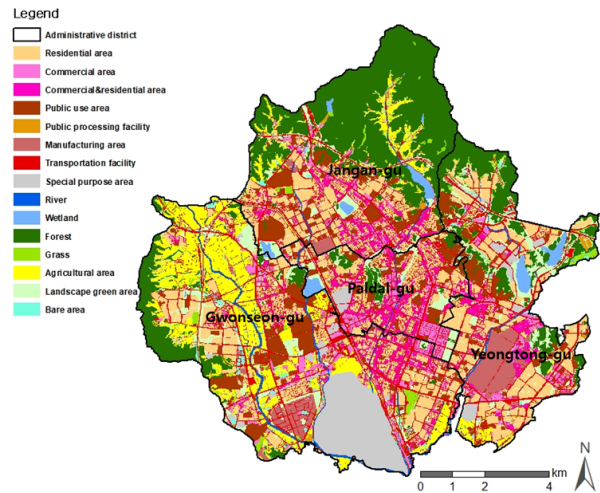 Legend
Administrative district
Residential area
Commercial area
Commercial&residential area
Public use area
Public processing facility
Manufacturing area
Transportation facility
Special purpose area
River
Wetland
Forest
Grass
Agricultural area
Landscape green area
Bare area
Jangan-gu
Paldal-gu
Gwonseon-gu
Yeongtong-gu
N
km
0 1 2 4